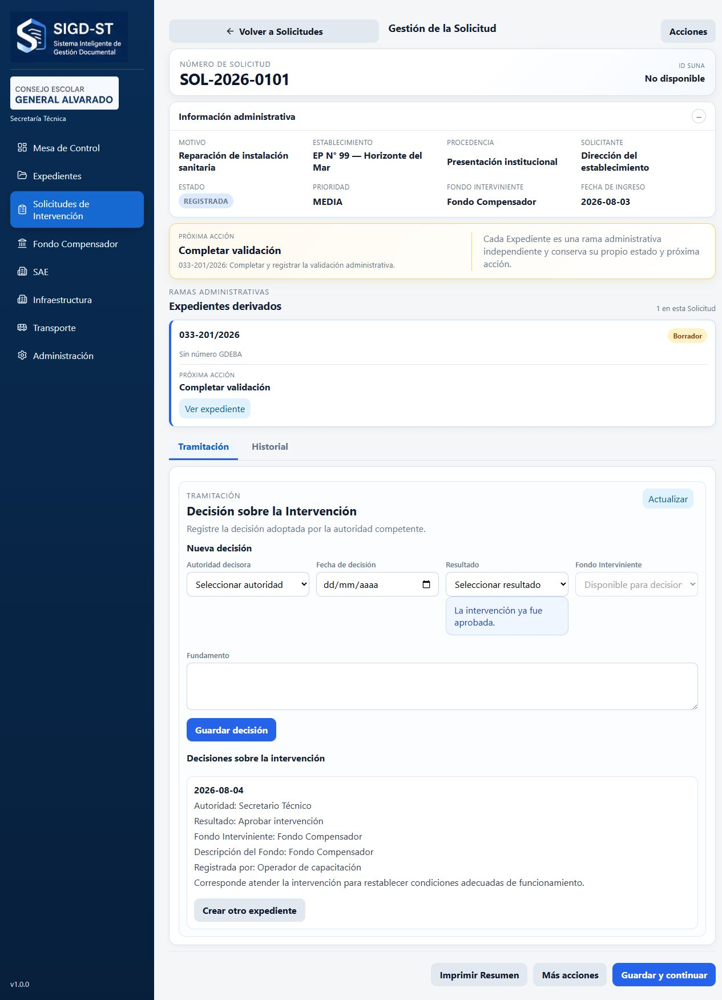 SIGD-ST
Sistema Inteligente de
Gestión Documental
CONSEJO ESCOLAR
GENERAL ALVARADO
Secretaría Técnica
Mesa de Control
Expedientes
Solicitudes de
Intervención
Fondo Compensador
SAE
Infraestructura
Transporte
Administración
v1.0.0
← Volver a Solicitudes
Gestión de la Solicitud
Acciones
NÚMERO DE SOLICITUD
SOL-2026-0101
ID SUNA
No disponible
Información administrativa
–
MOTIVO
Reparación de instalación
sanitaria
ESTABLECIMIENTO
EP N° 99 — Horizonte del
Mar
PROCEDENCIA
Presentación institucional
SOLICITANTE
Dirección del
establecimiento
ESTADO
REGISTRADA
PRIORIDAD
MEDIA
FONDO INTERVINIENTE
Fondo Compensador
FECHA DE INGRESO
2026-08-03
PRÓXIMA ACCIÓN
Completar validación
033-201/2026: Completar y registrar la validación administrativa.
Cada Expediente es una rama administrativa
independiente y conserva su propio estado y próxima
acción.
RAMAS ADMINISTRATIVAS
Expedientes derivados
1 en esta Solicitud
033-201/2026
Borrador
Sin número GDEBA
PRÓXIMA ACCIÓN
Completar validación
Ver expediente
Tramitación
Historial
TRAMITACIÓN
Decisión sobre la Intervención
Actualizar
Registre la decisión adoptada por la autoridad competente.
Nueva decisión
Autoridad decisora
Seleccionar autoridad
Fecha de decisión
dd/mm/aaaa
Resultado
Seleccionar resultado
La intervención ya fue
aprobada.
Fondo Interviniente
Disponible para decision
Fundamento
Guardar decisión
Decisiones sobre la intervención
2026-08-04
Autoridad: Secretario Técnico
Resultado: Aprobar intervención
Fondo Interviniente: Fondo Compensador
Descripción del Fondo: Fondo Compensador
Registrada por: Operador de capacitación
Corresponde atender la intervención para restablecer condiciones adecuadas de funcionamiento.
Crear otro expediente
Imprimir Resumen
Más acciones
Guardar y continuar